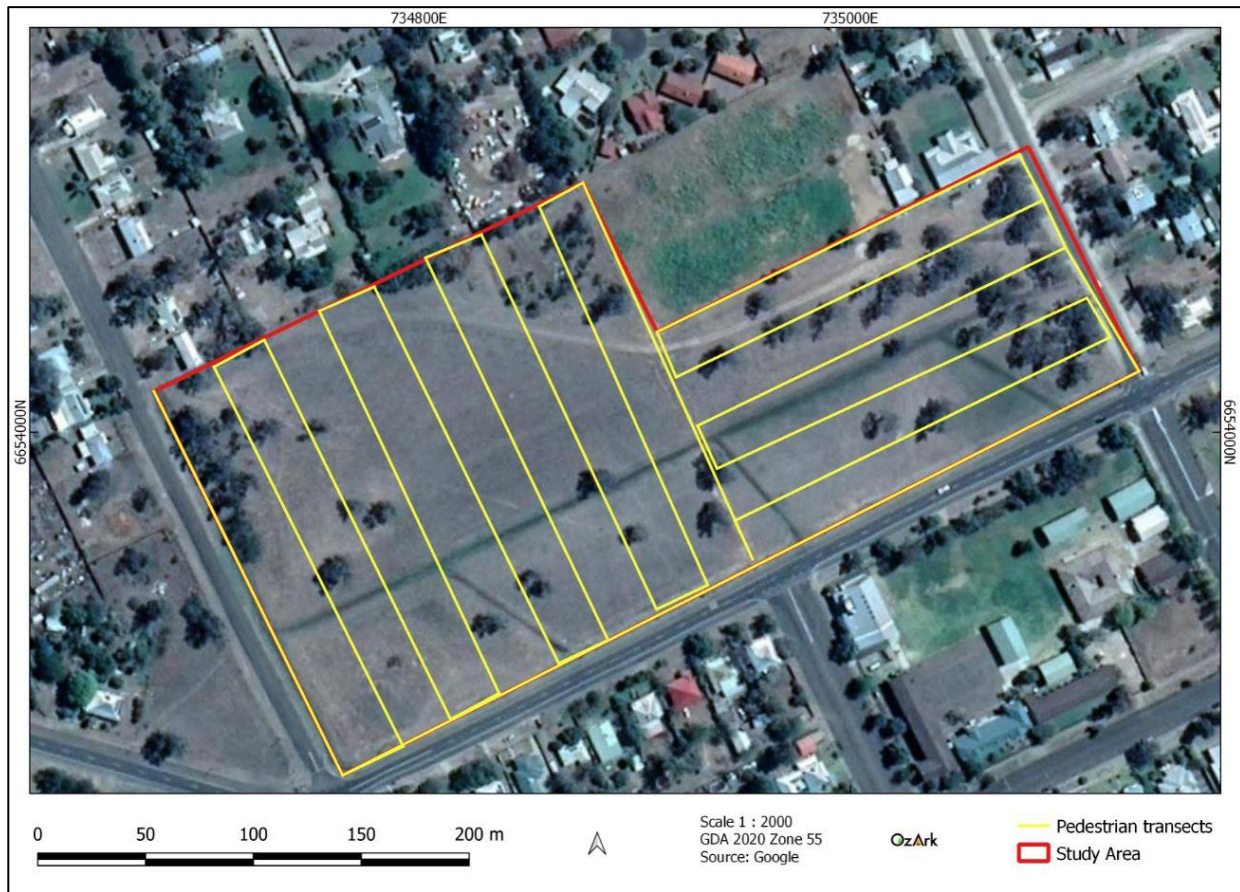 734800E
735000E
6654000N
6654000N
0 50 100 150 200 m
Scale 1 : 2000
GDA 2020 Zone 55
Source: Google
OzArk
Pedestrian transects
Study Area